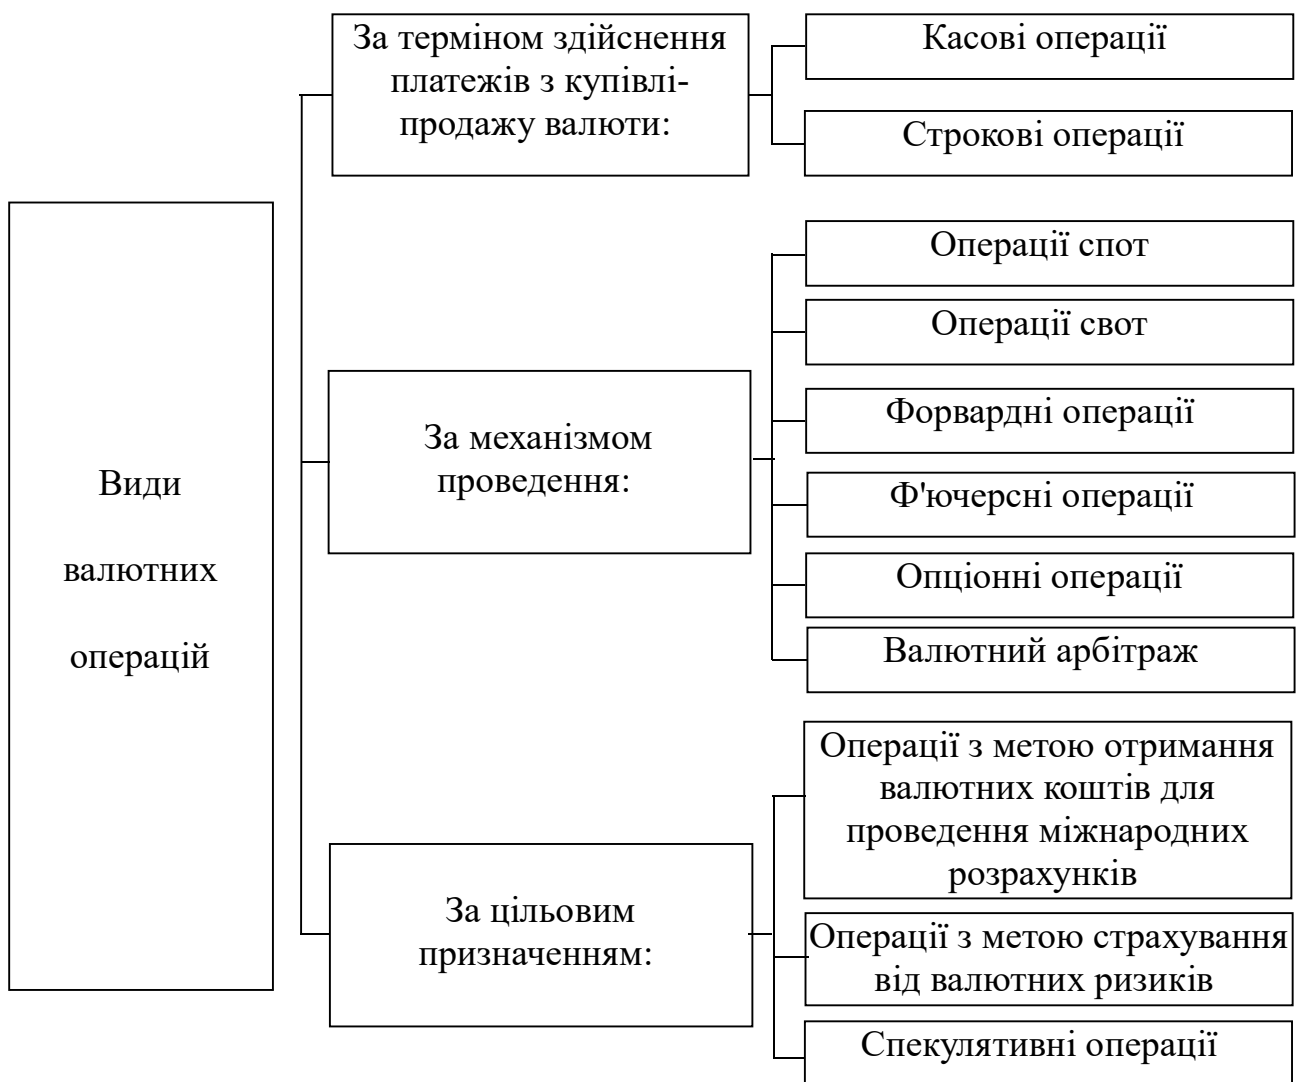 Види
валютних
операцій
За терміном здійснення
платежів з купівлі-
продажу валюти:
Касові операції
Строкові операції
За механізмом
проведення:
Операції спот
Операції свот
Форвардні операції
Ф'ючерсні операції
Опціонні операції
Валютний арбітраж
За цільовим
призначенням:
Операції з метою отримання
валютних коштів для
проведення міжнародних
розрахунків
Операції з метою страхування
від валютних ризиків
Спекулятивні операції